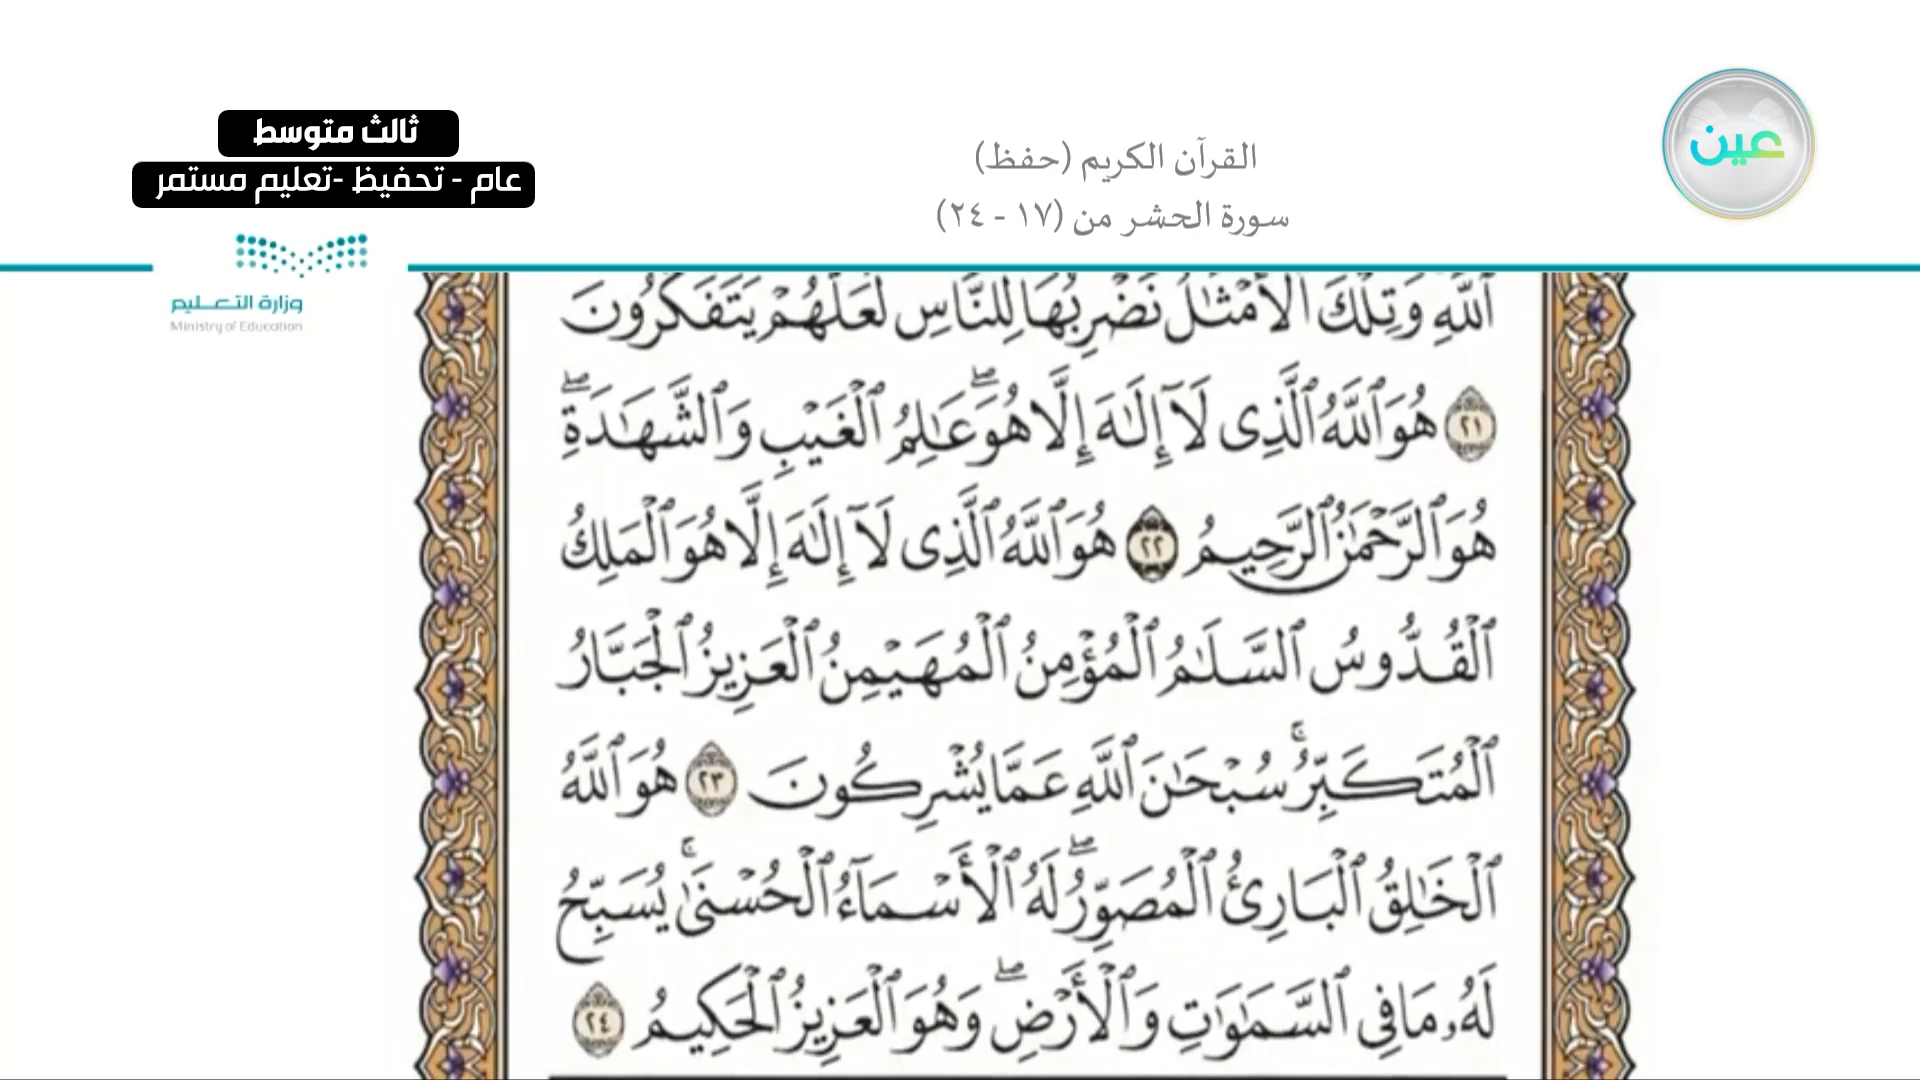 ثالث متوسط
عام - تحفيظ -تعليم مستمر
القرآن الكريم (حفظ)
سورة الحشر من (١٧ - ٢٤)
عين
وزارة التعـــليم
Ministry of Education
ٱللَّهِ وَتِلْكَ ٱلْأَمْثَـٰلُ نَضْرِبُهَا لِلنَّاسِ لَعَلَّهُمْ يَتَفَكَّرُونَ
٢١ هُوَ ٱللَّهُ ٱلَّذِى لَآ إِلَـٰهَ إِلَّا هُوَ ۖ عَـٰلِمُ ٱلْغَيْبِ وَٱلشَّهَـٰدَةِ ۖ
هُوَ ٱلرَّحْمَـٰنُ ٱلرَّحِيمُ ٢٢ هُوَ ٱللَّهُ ٱلَّذِى لَآ إِلَـٰهَ إِلَّا هُوَ ٱلْمَلِكُ
ٱلْقُدُّوسُ ٱلسَّلَـٰمُ ٱلْمُؤْمِنُ ٱلْمُهَيْمِنُ ٱلْعَزِيزُ ٱلْجَبَّارُ
ٱلْمُتَكَبِّرُ ۚ سُبْحَـٰنَ ٱللَّهِ عَمَّا يُشْرِكُونَ ٢٣ هُوَ ٱللَّهُ
ٱلْخَـٰلِقُ ٱلْبَارِئُ ٱلْمُصَوِّرُ ۖ لَهُ ٱلْأَسْمَآءُ ٱلْحُسْنَىٰ ۚ يُسَبِّحُ
لَهُۥ مَا فِى ٱلسَّمَـٰوَٰتِ وَٱلْأَرْضِ ۖ وَهُوَ ٱلْعَزِيزُ ٱلْحَكِيمُ ٢٤